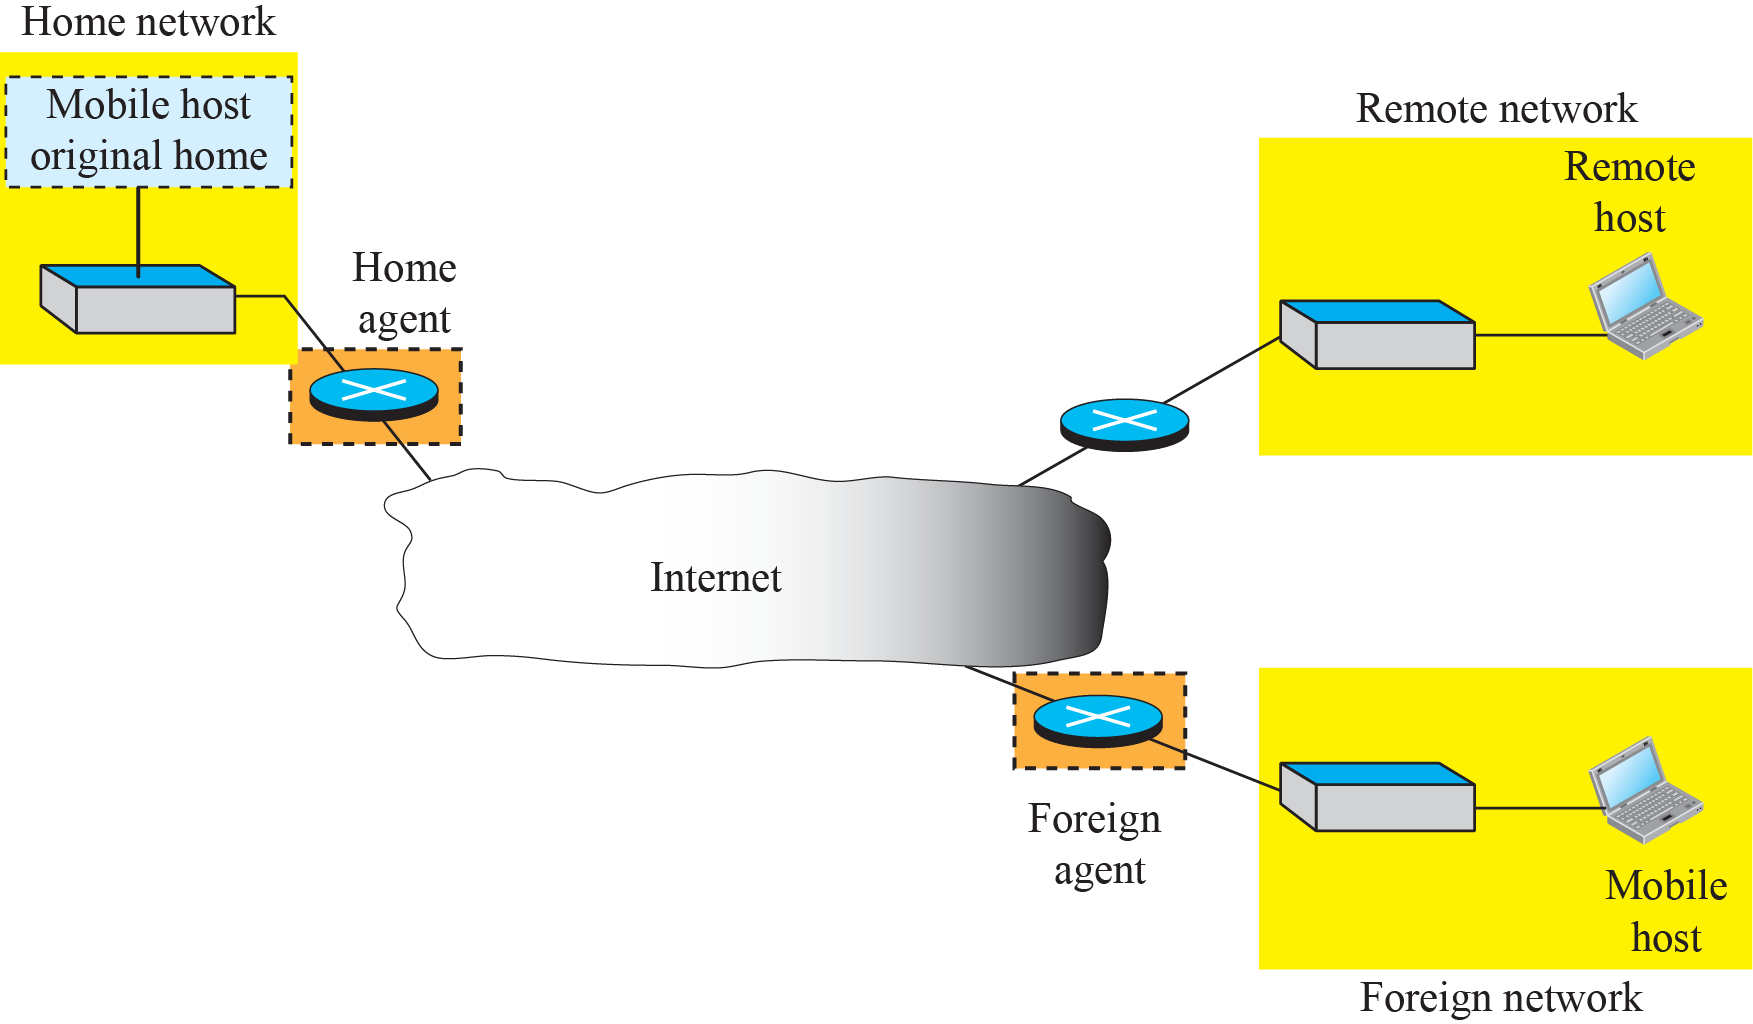 Home network
Mobile host
original home
Home
agent
Remote network
Remote
host
Internet
Foreign
agent
Mobile
host
Foreign network